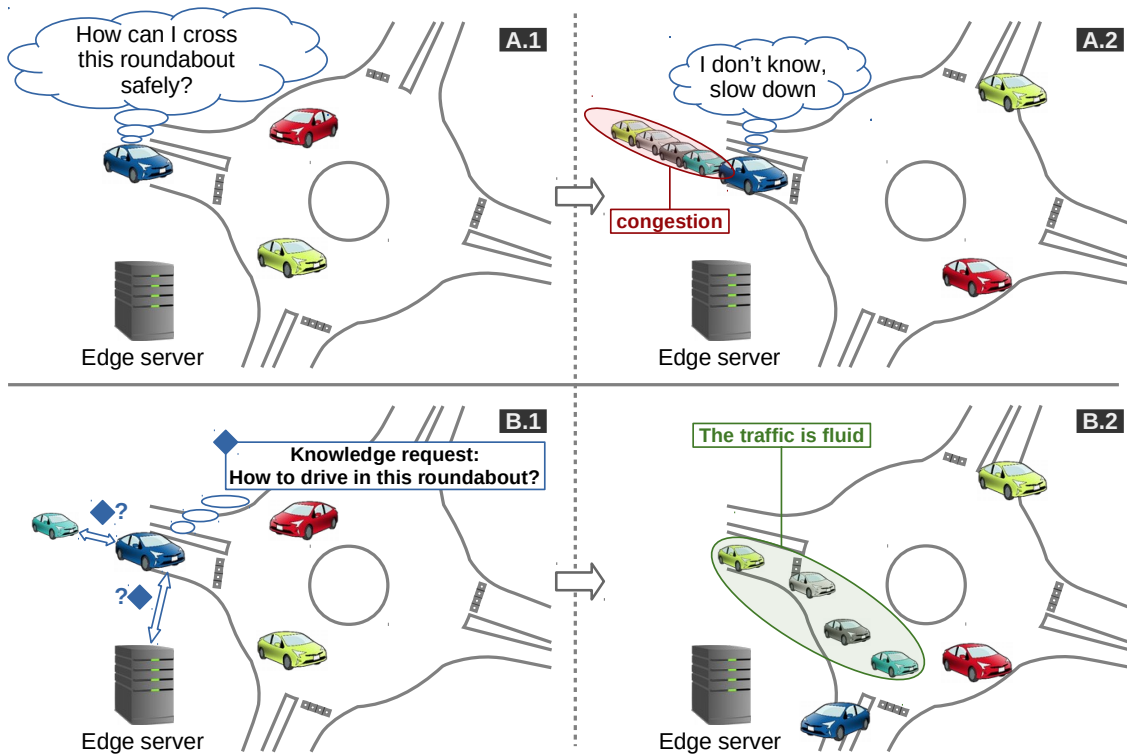 How can I cross
this roundabout
safely?
A.1
Edge server
A.2
I don't know,
slow down
congestion
Edge server
B.1
Knowledge request:
How to drive in this roundabout?
?
?
Edge server
B.2
The traffic is fluid
Edge server